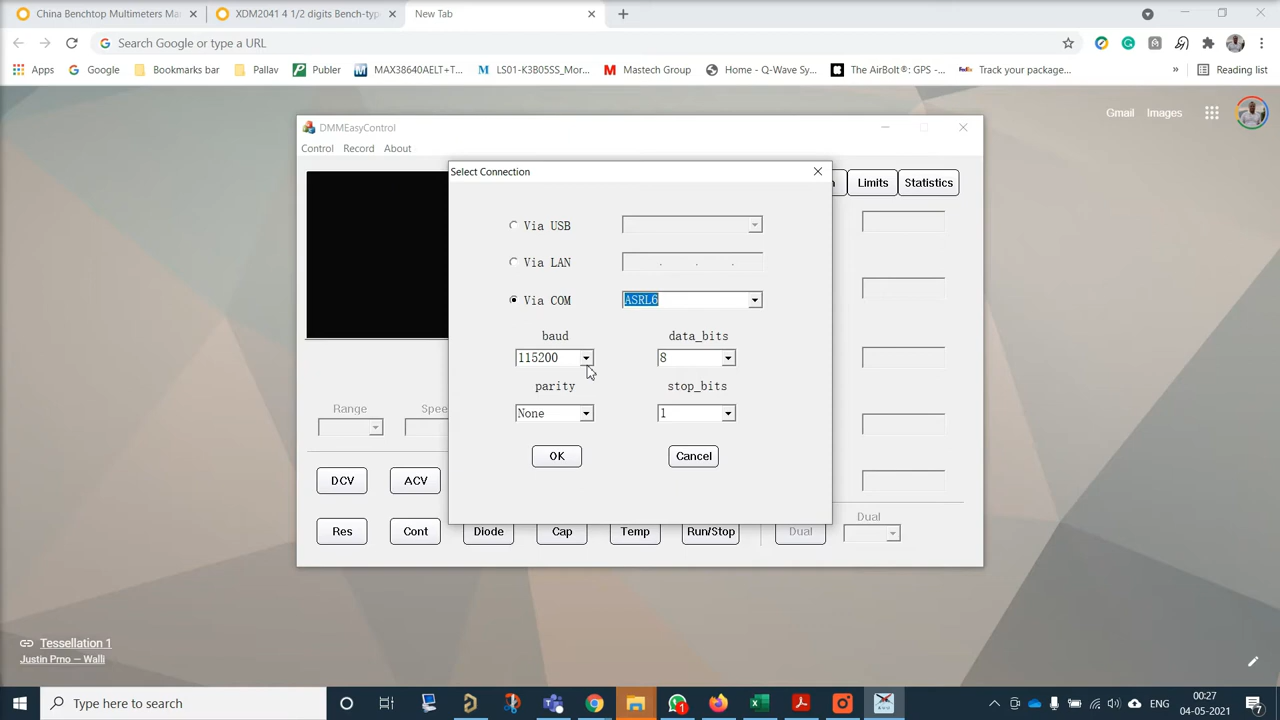 China Benchtop Multimeters Ma
XDM2041 4 1/2 digits Bench-typ
New Tab
Search Google or type a URL
Apps
Google
Bookmarks bar
Pallav
Publer
MAX38640AELT+T...
LS01-K3B05SS_Mor...
Mastech Group
Home - Q-Wave Sy...
The AirBolt®: GPS -...
Track your package...
»
Reading list
Gmail
Images
DMMEasyControl
Control
Record
About
Select Connection
Limits
Statistics
Via USB
Via LAN
. . .
Via COM
ASRL6
baud
data_bits
115200
8
parity
stop_bits
None
1
OK
Cancel
Range
Spee
DCV
ACV
Dual
Res
Cont
Diode
Cap
Temp
Run/Stop
Dual
Tessellation 1
Justin Prno — Walli
Type here to search
1
00:27
04-05-2021
7